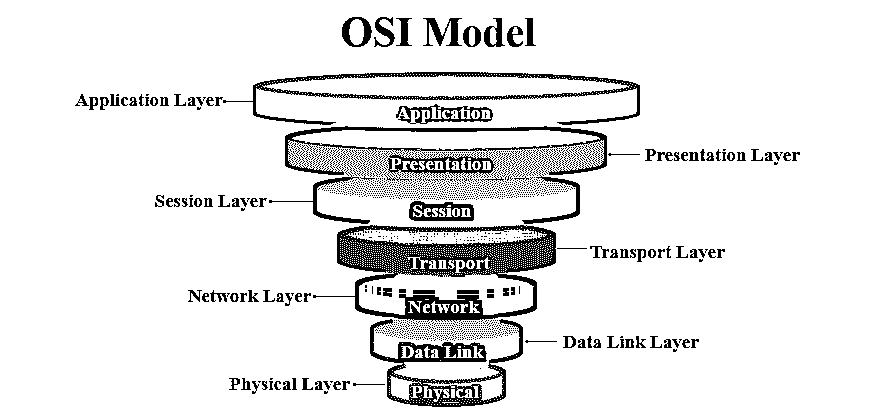 OSI Model
Application Layer
Application
Presentation
Presentation Layer
Session Layer
Session
Transport
Transport Layer
Network Layer
Network
Data Link
Data Link Layer
Physical Layer
Physical